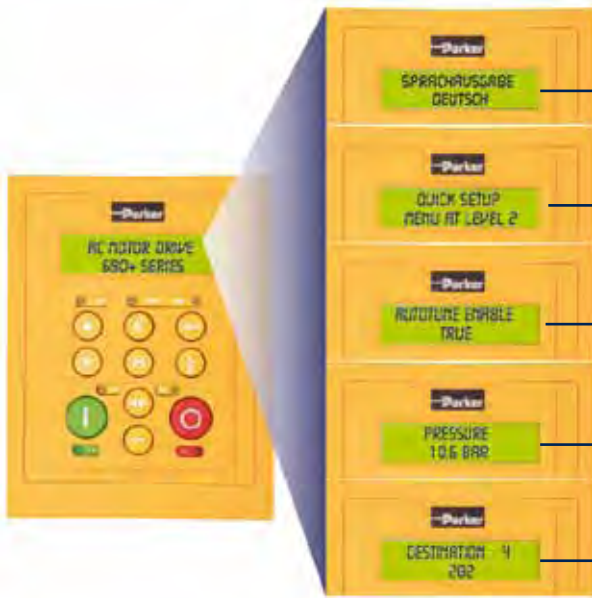 Parker
AC MOTOR DRIVE
690+ SERIES
Parker
SPRACHAUSGABE
DEUTSCH
Parker
QUICK SETUP
MENU AT LEVEL 2
Parker
AUTOTUNE ENABLE
TRUE
Parker
PRESSURE
10.6 BAR
Parker
DESTINATION 4
202